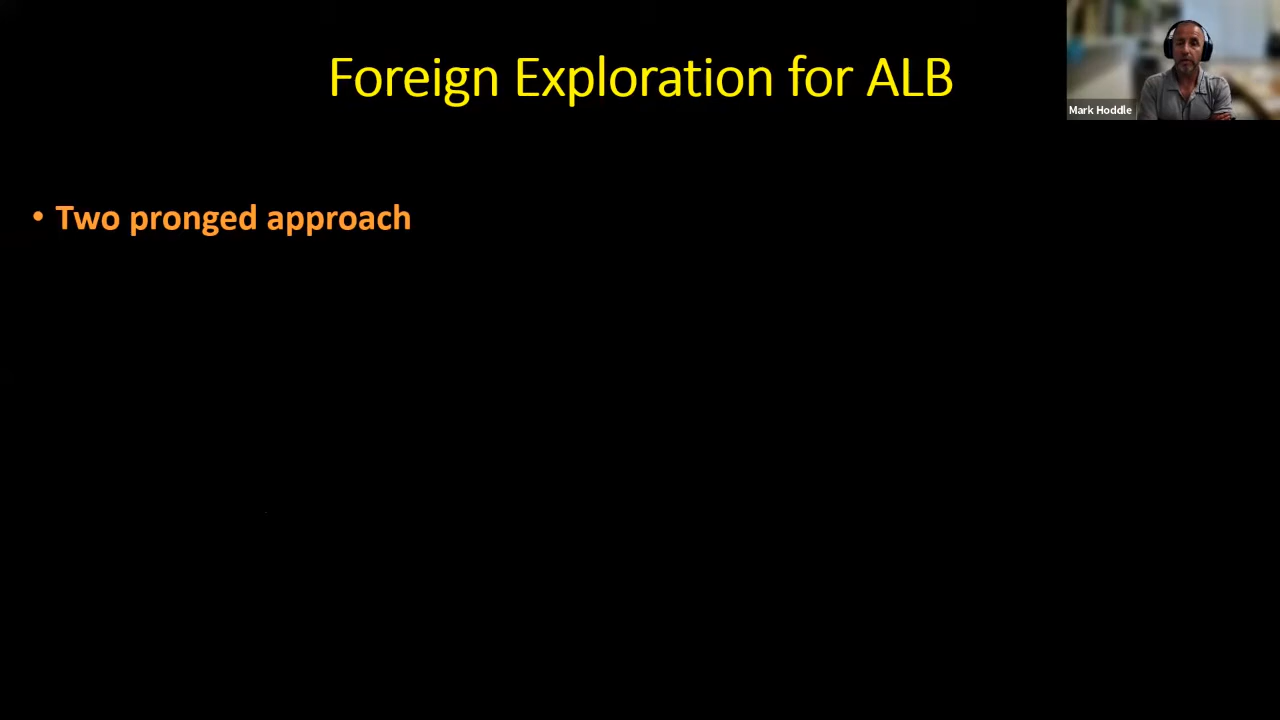 Foreign Exploration for ALB
Mark Hoddle
• Two pronged approach